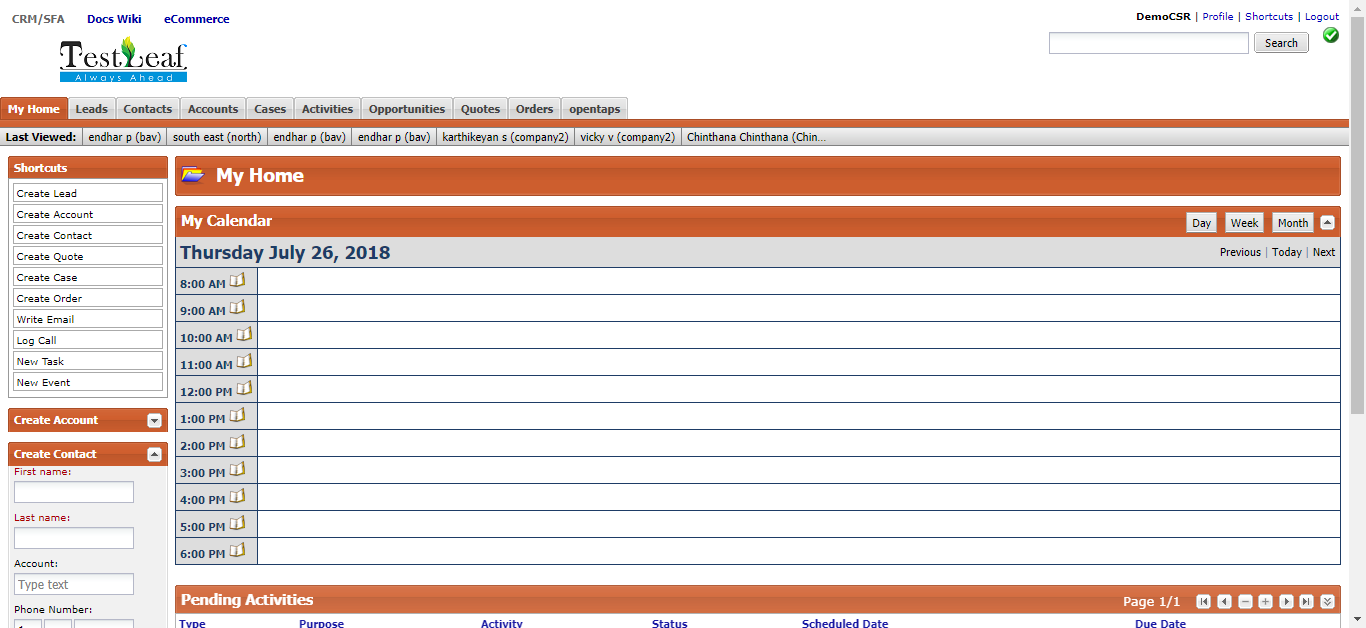 CRM/SFA Docs Wiki eCommerce
DemoCSR | Profile | Shortcuts | Logout
TestLeaf
Always Ahead
Search
My Home Leads Contacts Accounts Cases Activities Opportunities Quotes Orders opentaps
Last Viewed: endhar p (bav) south east (north) endhar p (bav) endhar p (bav) karthikeyan s (company2) vicky v (company2) Chinthana Chinthana (Chin...
Shortcuts
Create Lead
Create Account
Create Contact
Create Quote
Create Case
Create Order
Write Email
Log Call
New Task
New Event
Create Account
Create Contact
First name:
Last name:
Account:
Type text
Phone Number:
My Home
My Calendar
Day Week Month
Thursday July 26, 2018
Previous | Today | Next
8:00 AM
9:00 AM
10:00 AM
11:00 AM
12:00 PM
1:00 PM
2:00 PM
3:00 PM
4:00 PM
5:00 PM
6:00 PM
Pending Activities
Page 1/1
Type Purpose Activity Status Scheduled Date Due Date